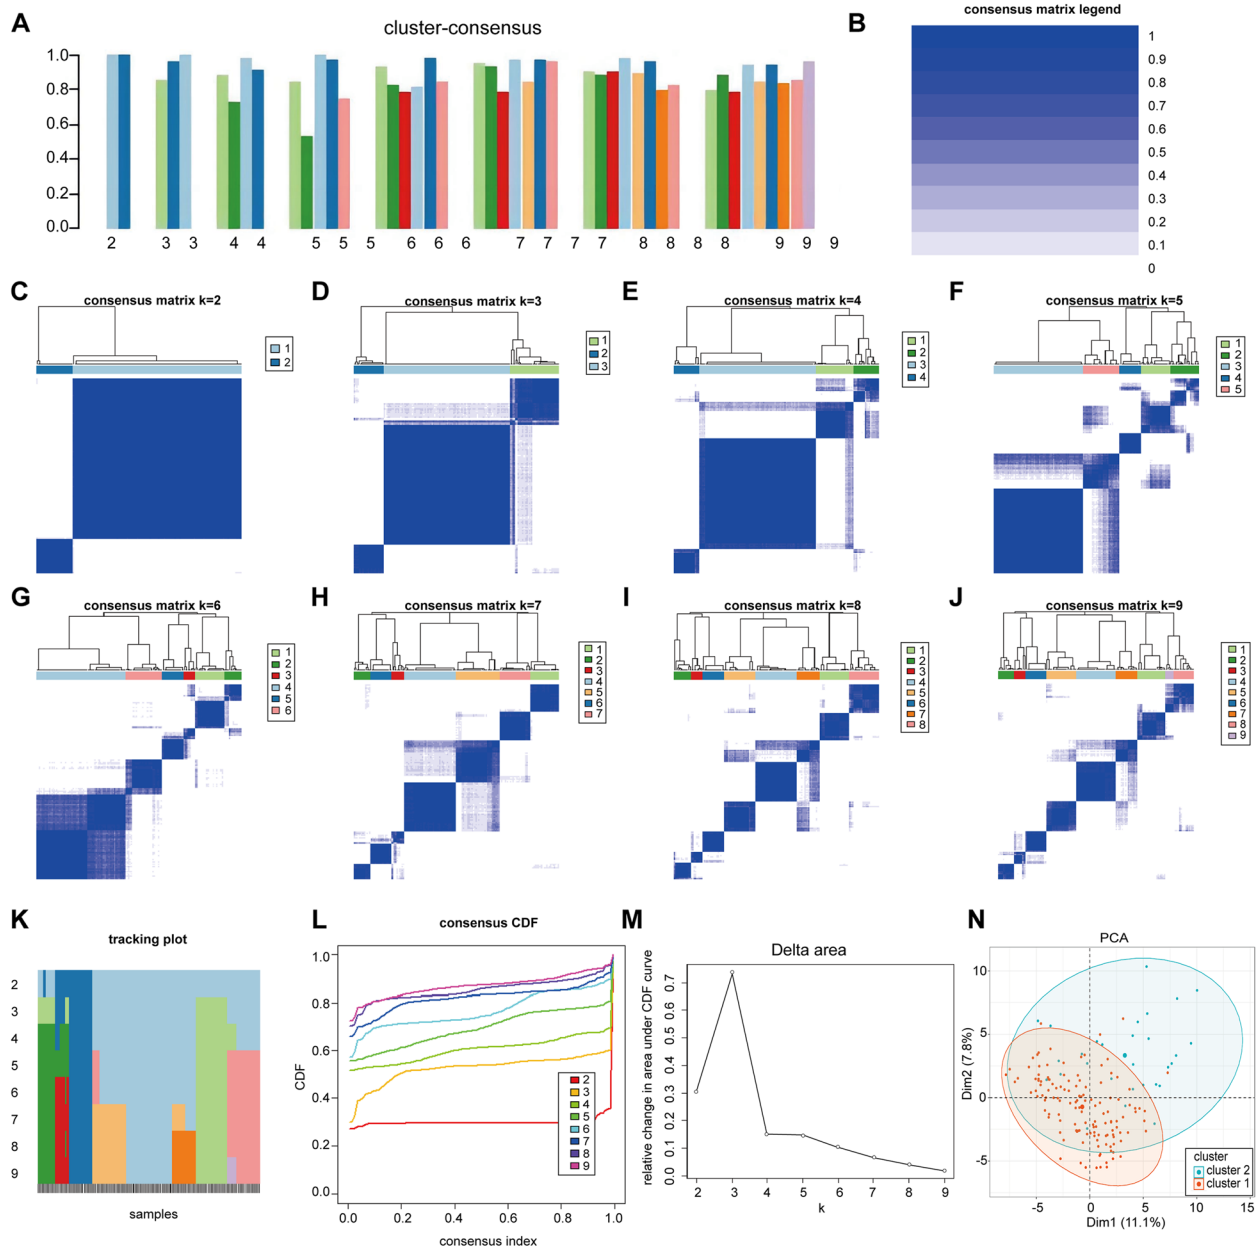 A
cluster-consensus
1.0
0.8
0.6
0.4
0.2
0.0
2 3 3 4 4 5 5 5 6 6 6 7 7 7 7 8 8 8 8 9 9 9
B
consensus matrix legend
1
0.9
0.8
0.7
0.6
0.5
0.4
0.3
0.2
0.1
0
C
consensus matrix k=2
1
2
D
consensus matrix k=3
1
2
3
E
consensus matrix k=4
1
2
3
4
F
consensus matrix k=5
1
2
3
4
5
G
consensus matrix k=6
1
2
3
4
5
6
H
consensus matrix k=7
1
2
3
4
5
6
7
I
consensus matrix k=8
1
2
3
4
5
6
7
8
J
consensus matrix k=9
1
2
3
4
5
6
7
8
9
K
tracking plot
2
3
4
5
6
7
8
9
samples
L
consensus CDF
CDF
1.0
0.8
0.6
0.4
0.2
0.0
2
3
4
5
6
7
8
9
0.0 0.2 0.4 0.6 0.8 1.0
consensus index
M
Delta area
relative change in area under CDF curve
0.7
0.6
0.5
0.4
0.3
0.2
0.1
0.0
2 3 4 5 6 7 8 9
k
N
PCA
Dim2 (7.8%)
10
5
0
-5
cluster
cluster 2
cluster 1
-5 0 5 10 15
Dim1 (11.1%)